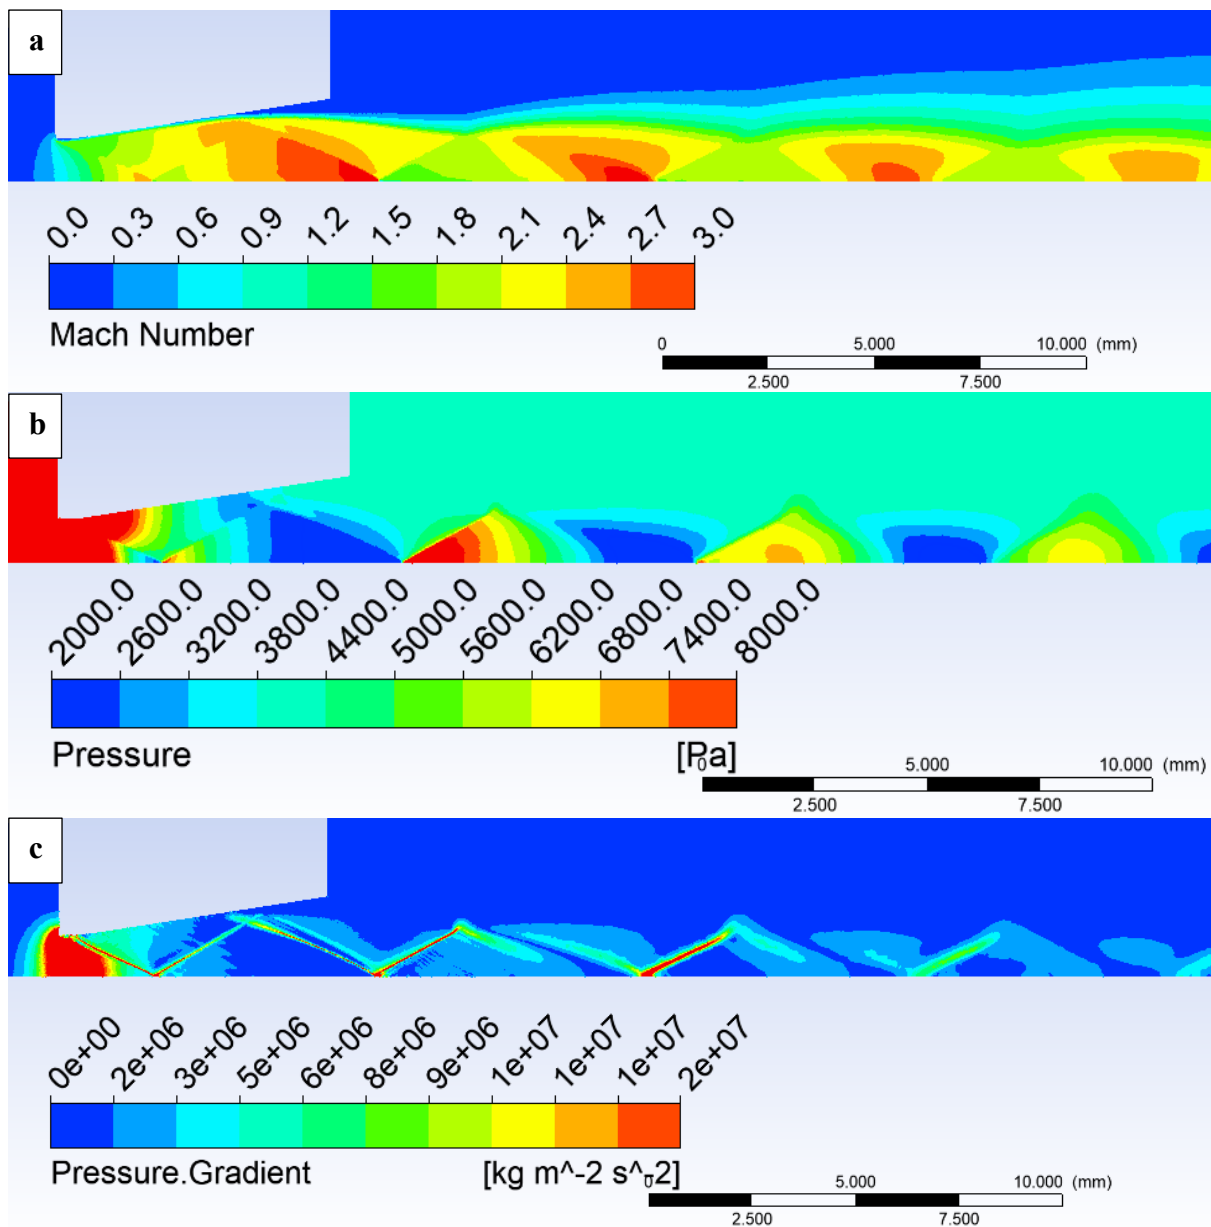 a
0.0 0.3 0.6 0.9 1.2 1.5 1.8 2.1 2.4 2.7 3.0
Mach Number
0 5.000 10.000 (mm)
2.500 7.500
b
2000.0 2600.0 3200.0 3800.0 4400.0 5000.0 5600.0 6200.0 6800.0 7400.0 8000.0
Pressure [Pa]
0 5.000 10.000 (mm)
2.500 7.500
c
0e+00 2e+06 3e+06 5e+06 6e+06 8e+06 9e+06 1e+07 1e+07 1e+07 2e+07
Pressure.Gradient [kg m^-2 s^-2]
0 5.000 10.000 (mm)
2.500 7.500